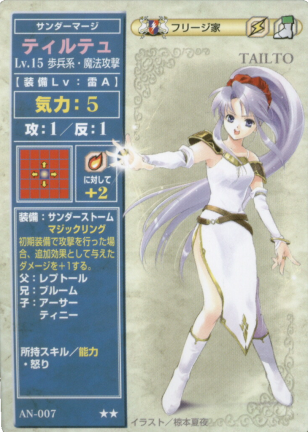 サンダーマージ
ティルテュ
Lv.15 歩兵系・魔法攻撃
【装備Lv:雷A】
気力:5
攻:1/反:1
に対して
+2
装備:サンダーストーム
マジックリング
初期装備で攻撃を行った場
合、追加効果として与えた
ダメージを+1する。
父:レプトール
兄:ブルーム
子:アーサー
ティニー
所持スキル/能力
・怒り
AN-007
★★
フリージ家
TAILTO
イラスト/椋本夏夜